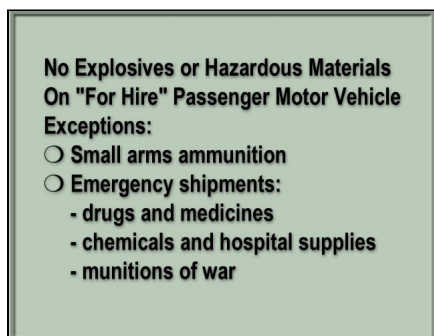 No Explosives or Hazardous Materials
On "For Hire" Passenger Motor Vehicle
Exceptions:
❍ Small arms ammunition
❍ Emergency shipments:
- drugs and medicines
- chemicals and hospital supplies
- munitions of war